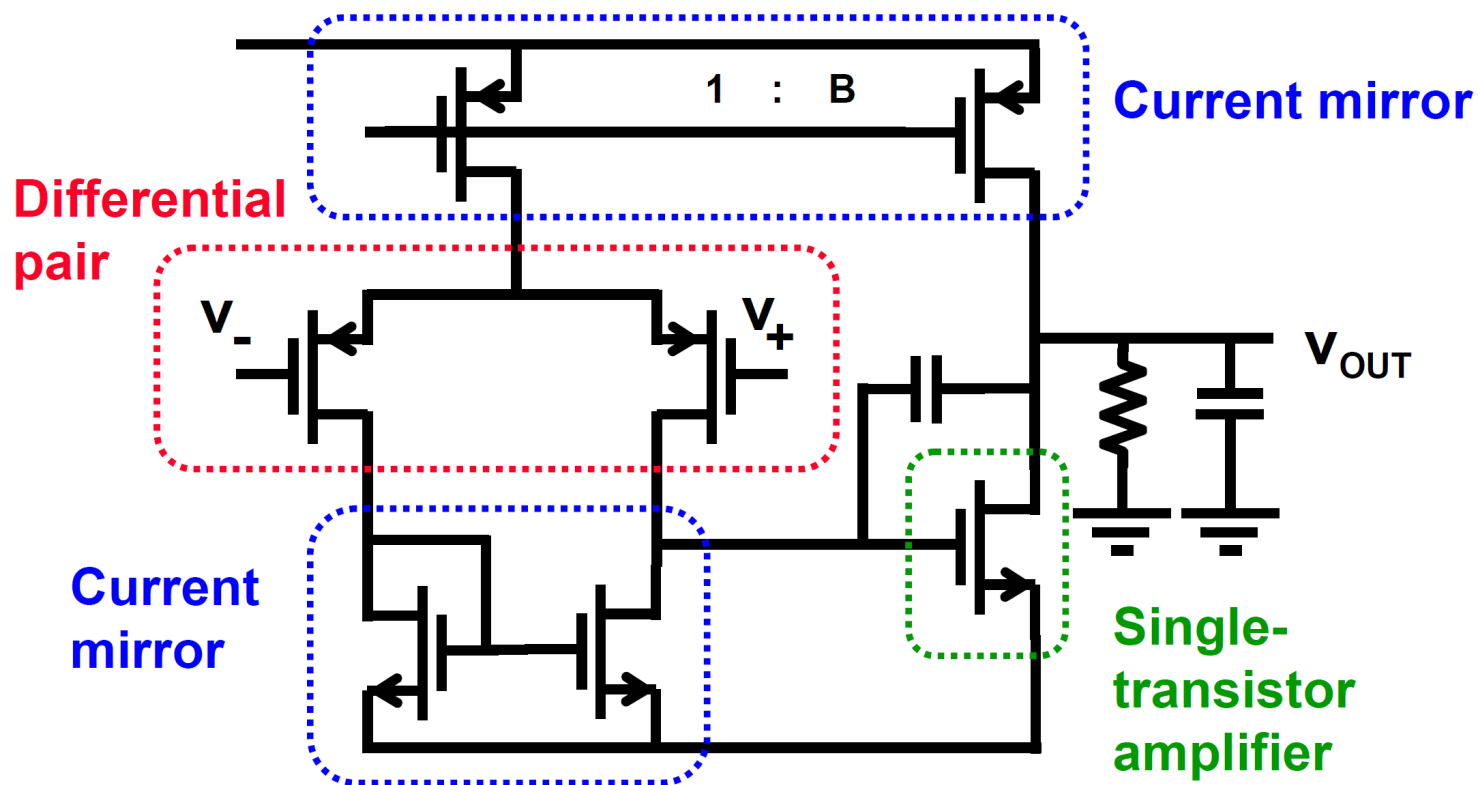 1 : B
Current mirror
Differential
pair
v-
v+
vOUT
Current
mirror
Single-
transistor
amplifier